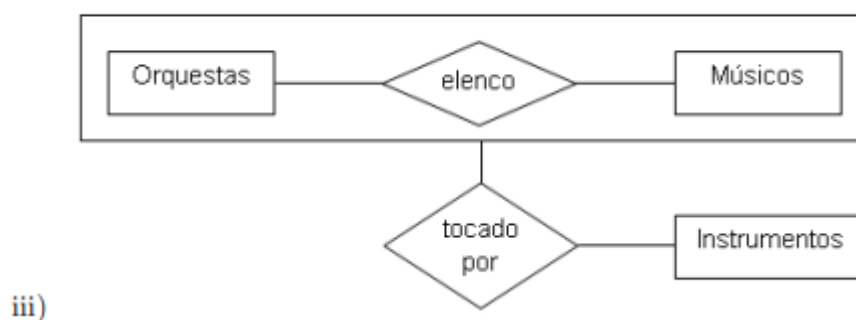 Orquestas
elenco
Músicos
tocado
por
Instrumentos
iii)